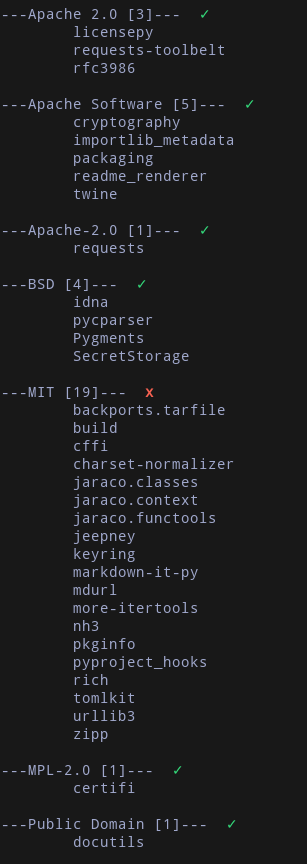 ---Apache 2.0 [3]--- ✓
licensepy
requests-toolbelt
rfc3986
---Apache Software [5]--- ✓
cryptography
importlib_metadata
packaging
readme_renderer
twine
---Apache-2.0 [1]--- ✓
requests
---BSD [4]--- ✓
idna
pycparser
Pygments
SecretStorage
---MIT [19]--- x
backports.tarfile
build
cffi
charset-normalizer
jaraco.classes
jaraco.context
jaraco.functools
jeepney
keyring
markdown-it-py
mdurl
more-itertools
nh3
pkginfo
pyproject_hooks
rich
tomlkit
urllib3
zipp
---MPL-2.0 [1]--- ✓
certifi
---Public Domain [1]--- ✓
docutils